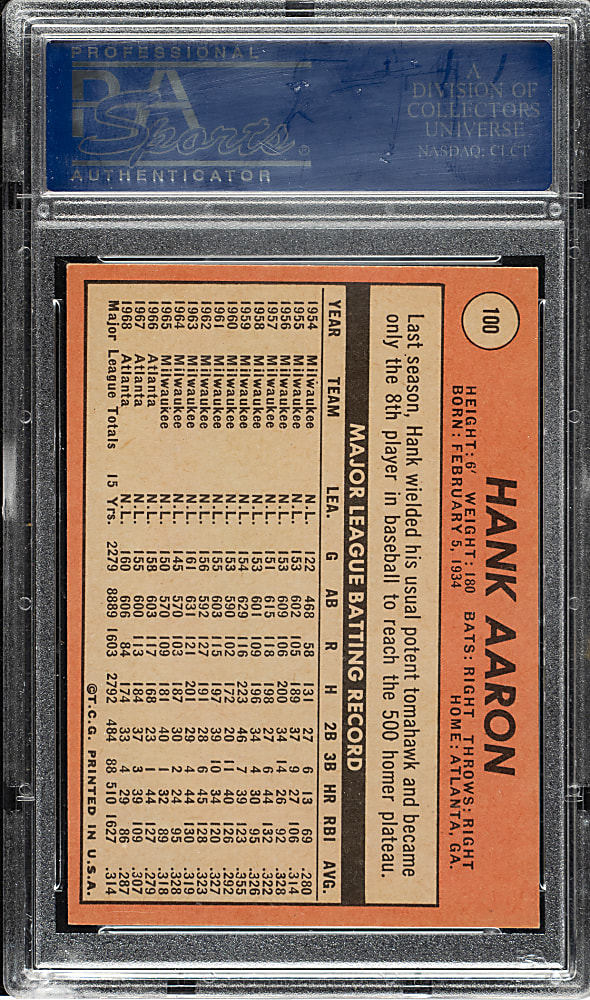 PROFESSIONAL
PSA
Sports®
AUTHENTICATOR
A
DIVISION OF
COLLECTORS
UNIVERSE
NASDAQ: CLCT
100
HANK AARON
HEIGHT: 6' WEIGHT: 180 BATS: RIGHT THROWS: RIGHT
BORN: FEBRUARY 5, 1934 HOME: ATLANTA, GA.
Last season, Hank wielded his usual potent tomahawk and became
only the 8th player in baseball to reach the 500 homer plateau.
MAJOR LEAGUE BATTING RECORD
YEAR TEAM LEA. G AB R H 2B 3B HR RBI AVG.
1954 Milwaukee N.L. 122 468 58 131 27 6 13 69 .280
1955 Milwaukee N.L. 153 602 105 189 37 9 27 106 .314
1956 Milwaukee N.L. 153 609 106 200 34 14 26 92 .328
1957 Milwaukee N.L. 151 615 118 198 27 6 44 132 .322
1958 Milwaukee N.L. 153 601 109 196 34 4 30 95 .326
1959 Milwaukee N.L. 154 629 116 223 46 7 39 123 .355
1960 Milwaukee N.L. 153 590 102 172 20 11 40 126 .292
1961 Milwaukee N.L. 155 603 115 197 39 10 34 120 .327
1962 Milwaukee N.L. 156 592 127 191 28 6 45 128 .323
1963 Milwaukee N.L. 161 631 121 201 29 4 44 130 .319
1964 Milwaukee N.L. 145 570 103 187 30 2 24 95 .328
1965 Milwaukee N.L. 150 570 109 181 40 1 32 89 .318
1966 Atlanta N.L. 158 603 117 168 23 1 44 127 .279
1967 Atlanta N.L. 155 600 113 184 37 3 39 109 .307
1968 Atlanta N.L. 160 606 84 174 33 4 29 86 .287
Major League Totals 15 Yrs. 2279 8889 1603 2792 484 88 510 1627 .314
©T.C.G. PRINTED IN U.S.A.